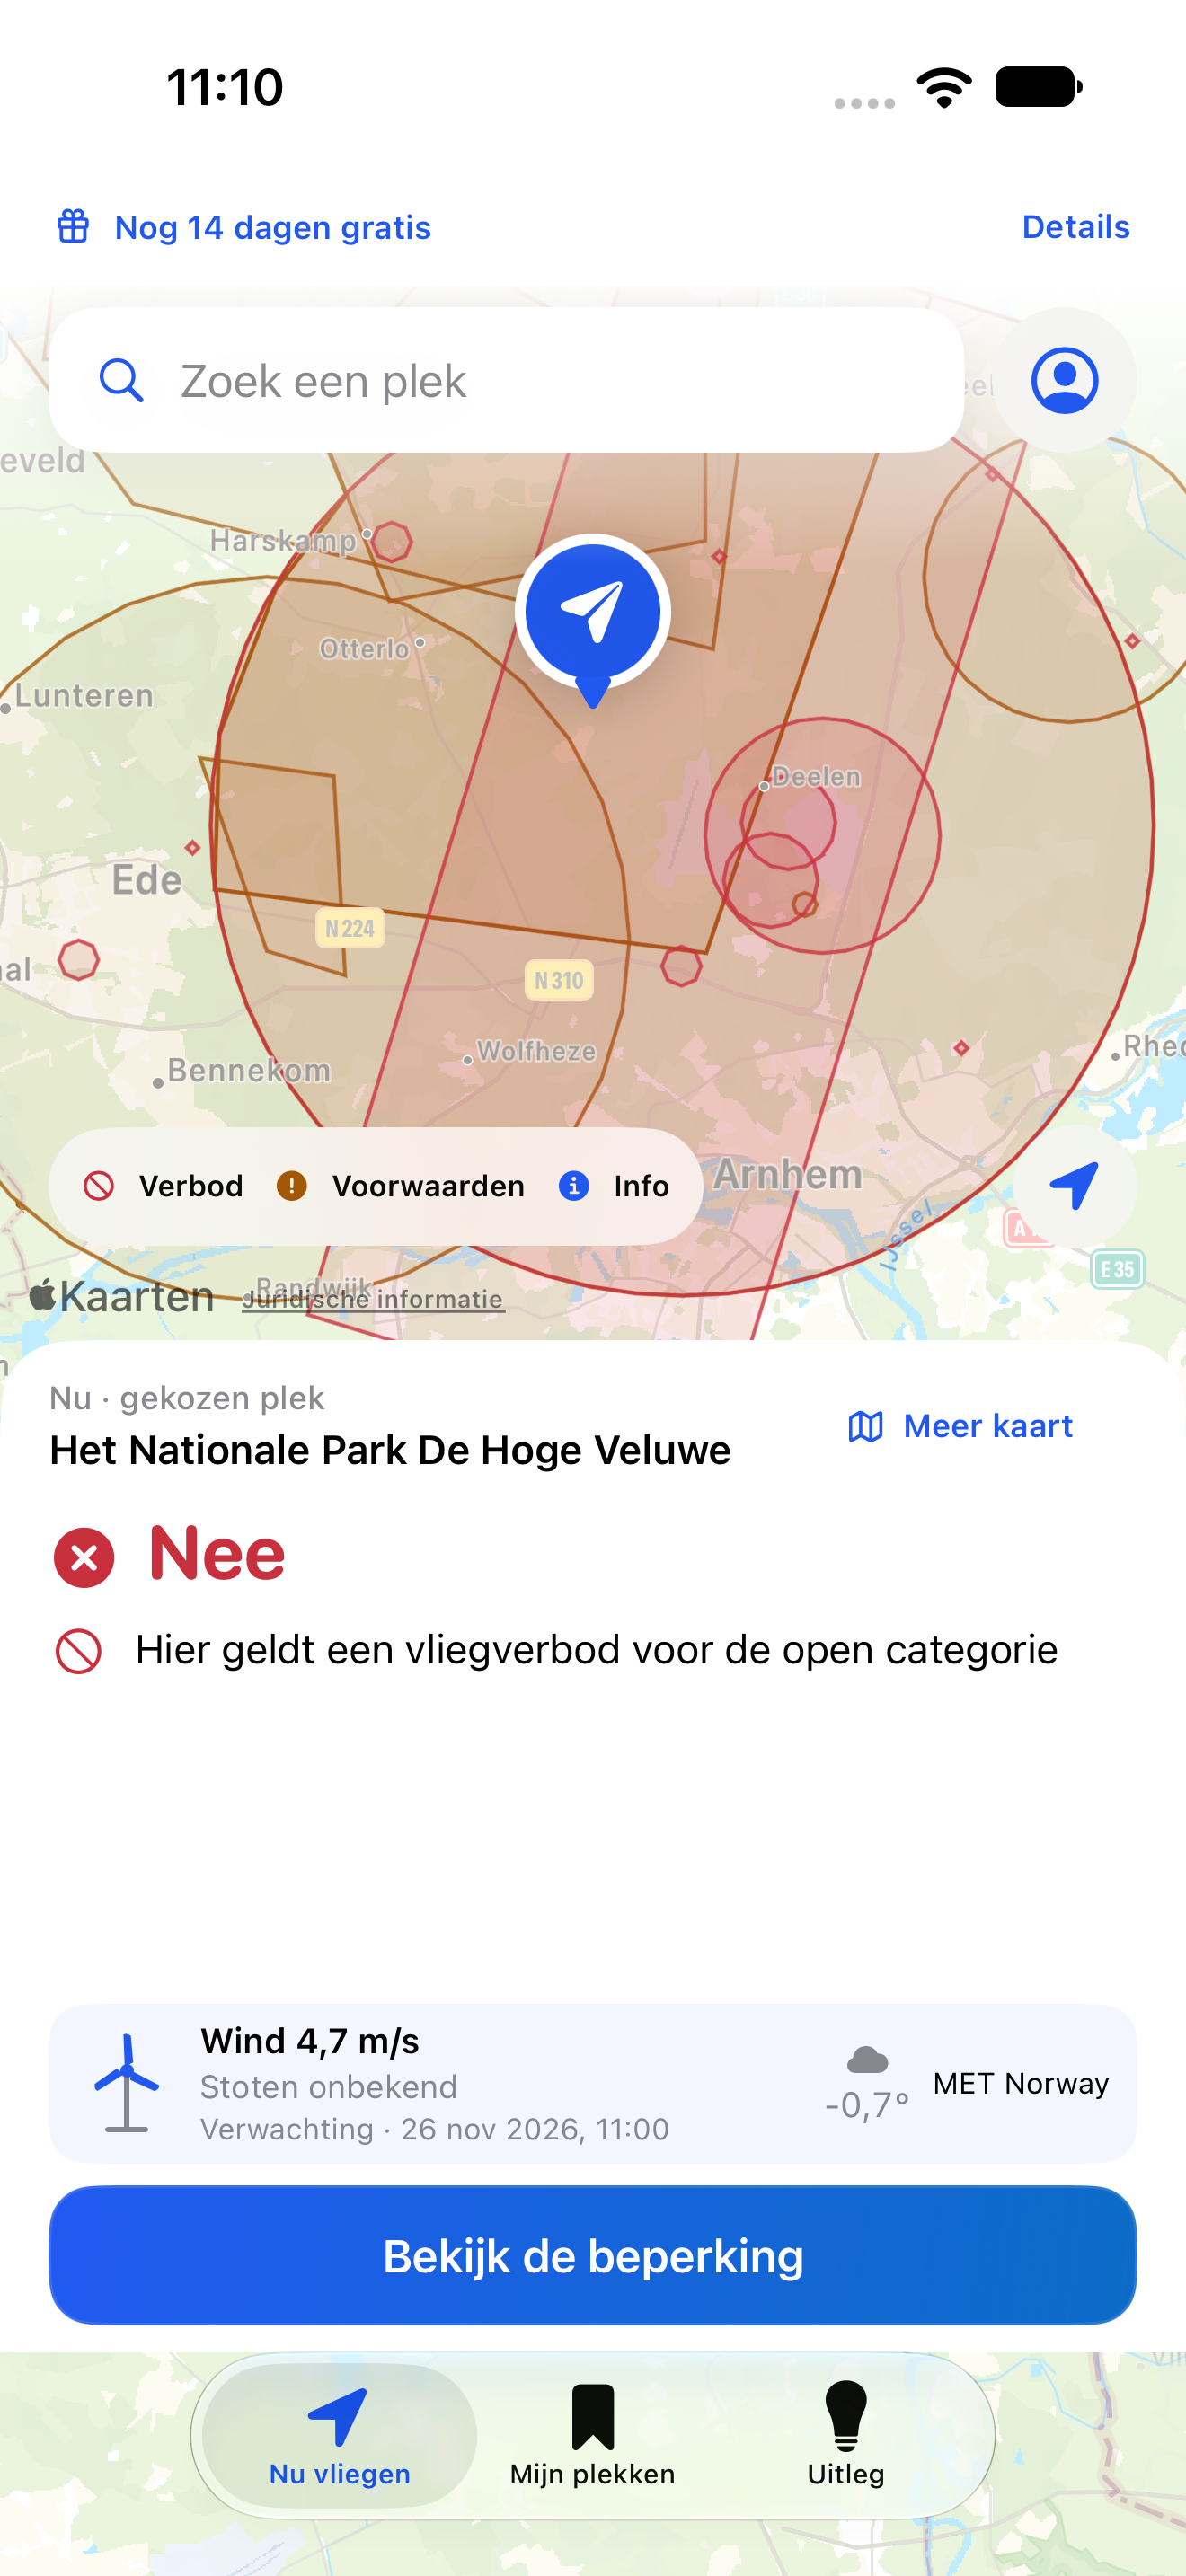 11:10
Nog 14 dagen gratis
Details
Zoek een plek
eveld
Harskamp
Otterlo
Lunteren
Deelen
Ede
N 224
N 310
Wolfheze
Bennekom
Arnhem
IJssel
E 35
Verbod
Voorwaarden
Info
Randwijk
Kaarten
Juridische informatie
Nu · gekozen plek
Het Nationale Park De Hoge Veluwe
Meer kaart
Nee
Hier geldt een vliegverbod voor de open categorie
Wind 4,7 m/s
Stoten onbekend
Verwachting · 26 nov 2026, 11:00
-0,7°
MET Norway
Bekijk de beperking
Nu vliegen
Mijn plekken
Uitleg